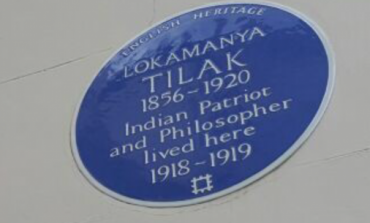 ENGLISH HERITAGE
LOKAMANYA
TILAK
1856-1920
Indian Patriot
and Philosopher
lived here
1918-1919